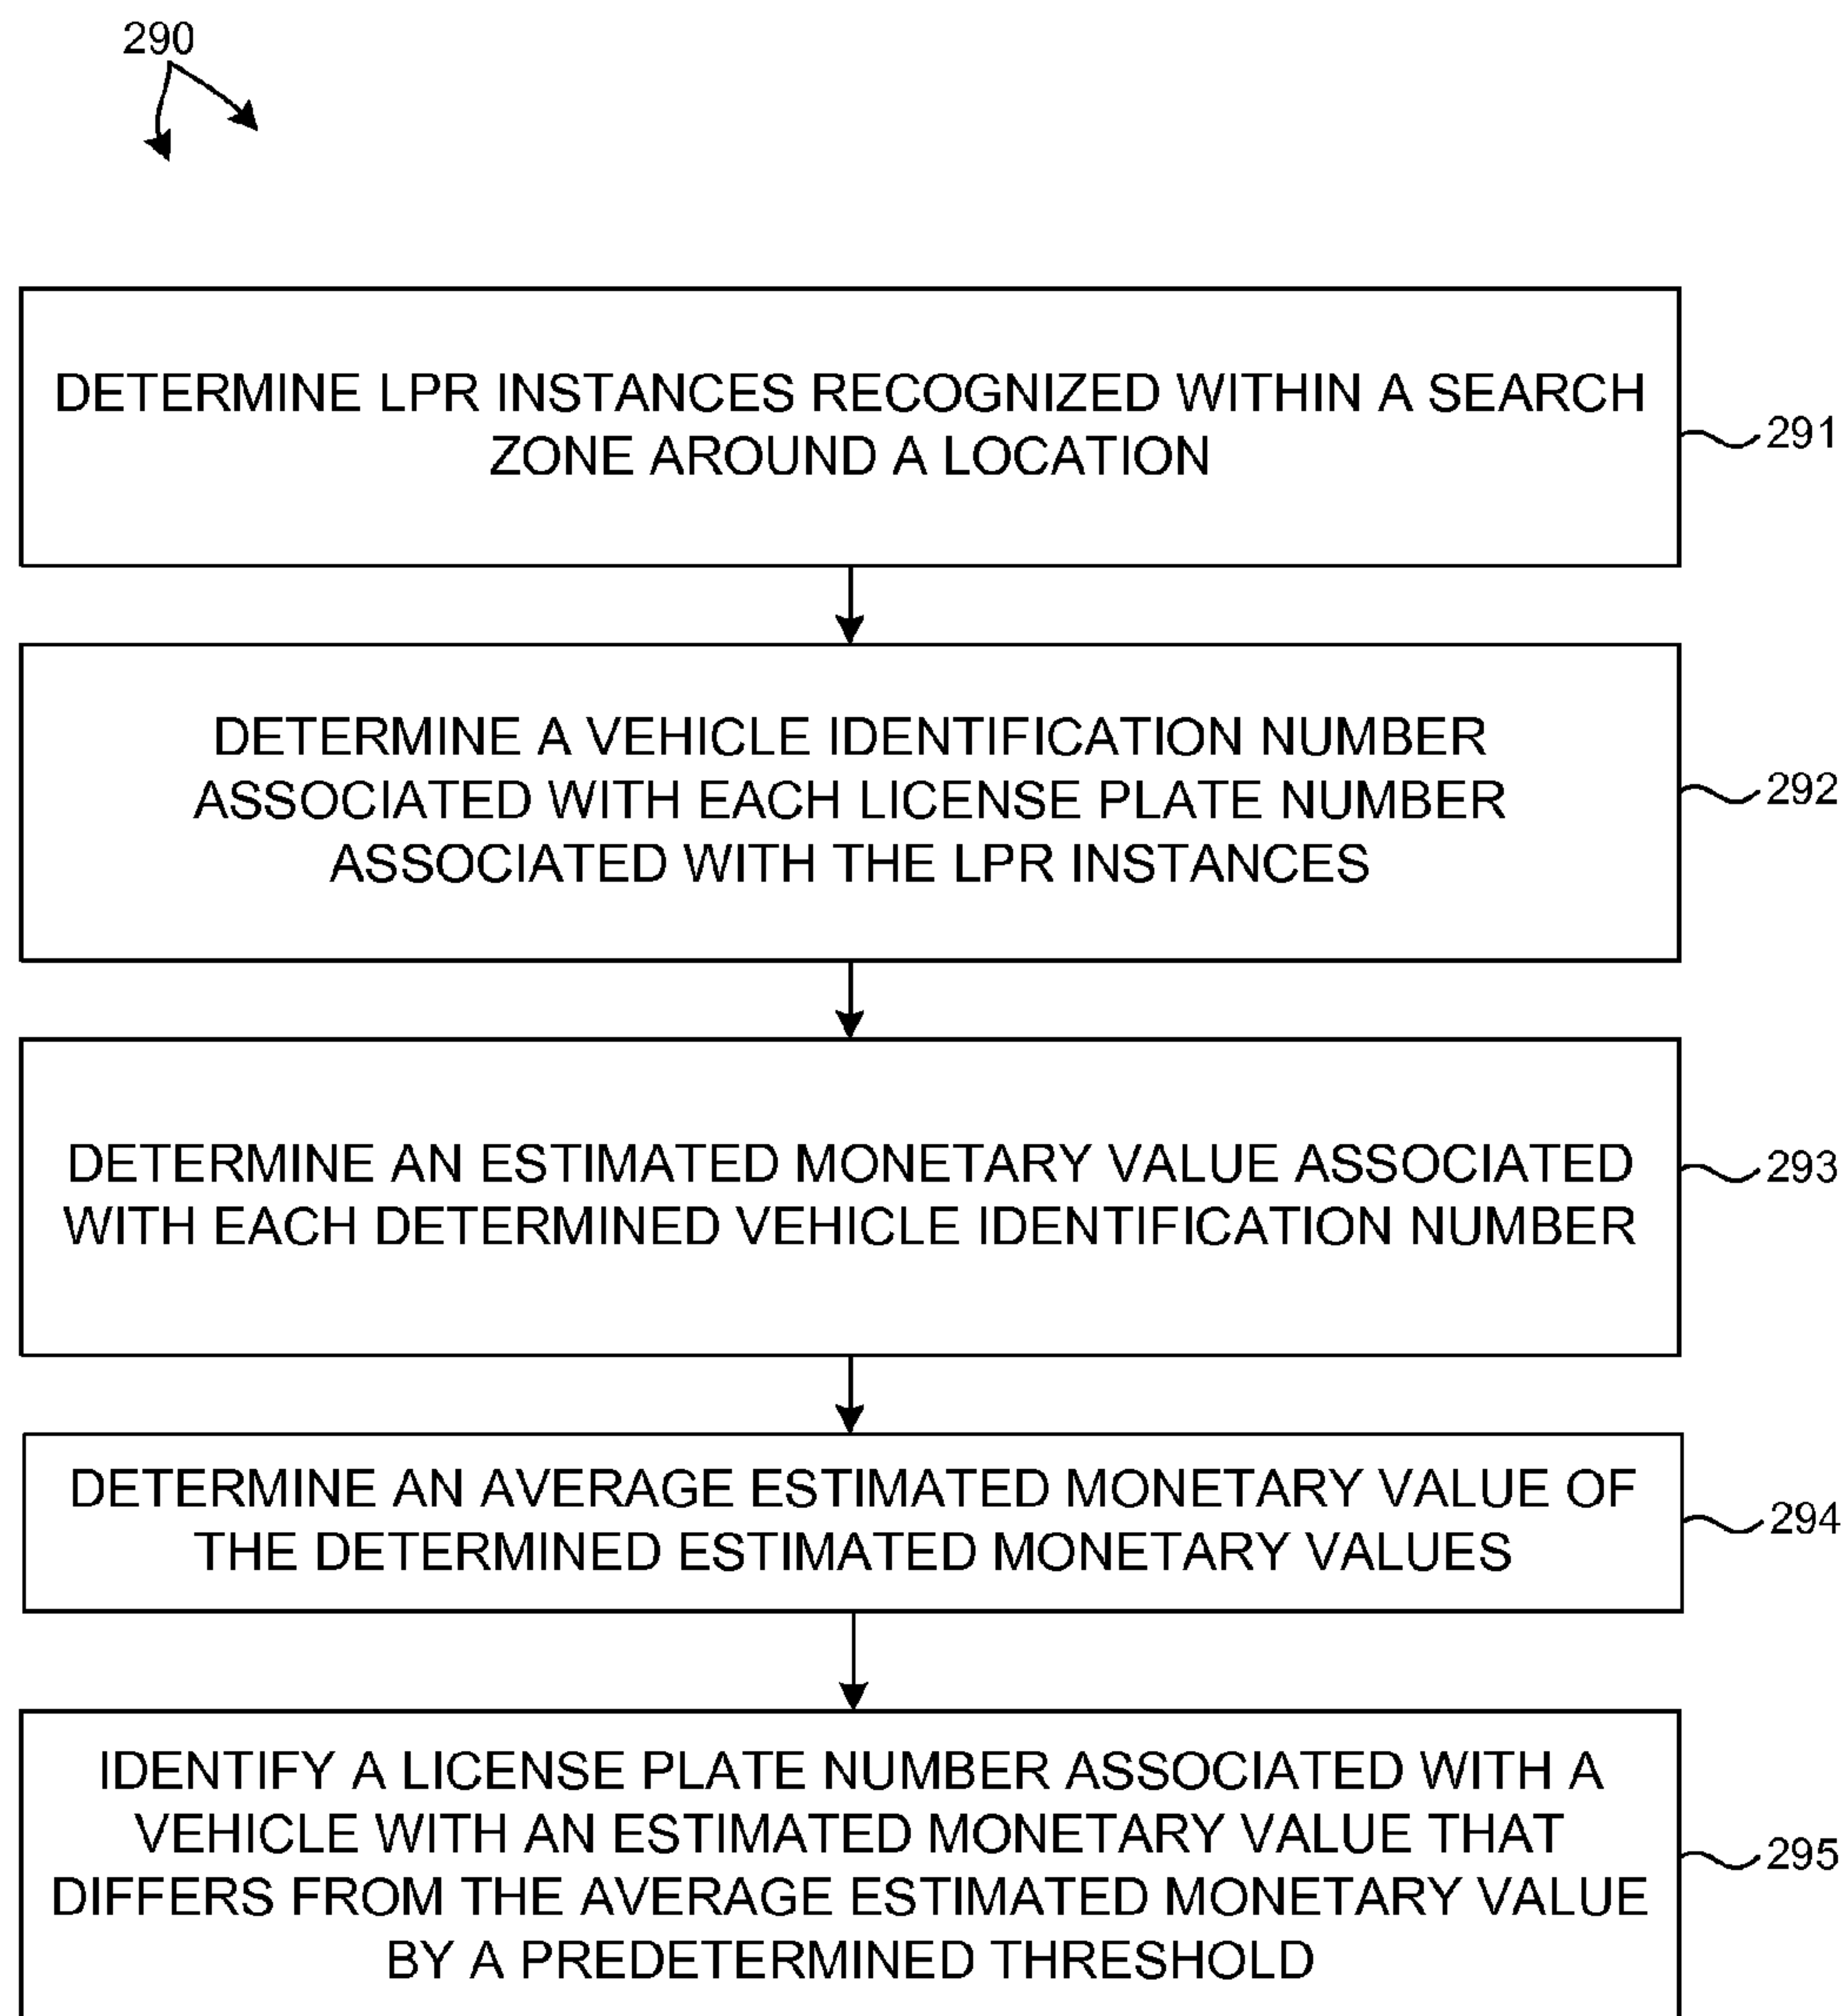 290
DETERMINE LPR INSTANCES RECOGNIZED WITHIN A SEARCH
ZONE AROUND A LOCATION
291
DETERMINE A VEHICLE IDENTIFICATION NUMBER
ASSOCIATED WITH EACH LICENSE PLATE NUMBER
ASSOCIATED WITH THE LPR INSTANCES
292
DETERMINE AN ESTIMATED MONETARY VALUE ASSOCIATED
WITH EACH DETERMINED VEHICLE IDENTIFICATION NUMBER
293
DETERMINE AN AVERAGE ESTIMATED MONETARY VALUE OF
THE DETERMINED ESTIMATED MONETARY VALUES
294
IDENTIFY A LICENSE PLATE NUMBER ASSOCIATED WITH A
VEHICLE WITH AN ESTIMATED MONETARY VALUE THAT
DIFFERS FROM THE AVERAGE ESTIMATED MONETARY VALUE
BY A PREDETERMINED THRESHOLD
295